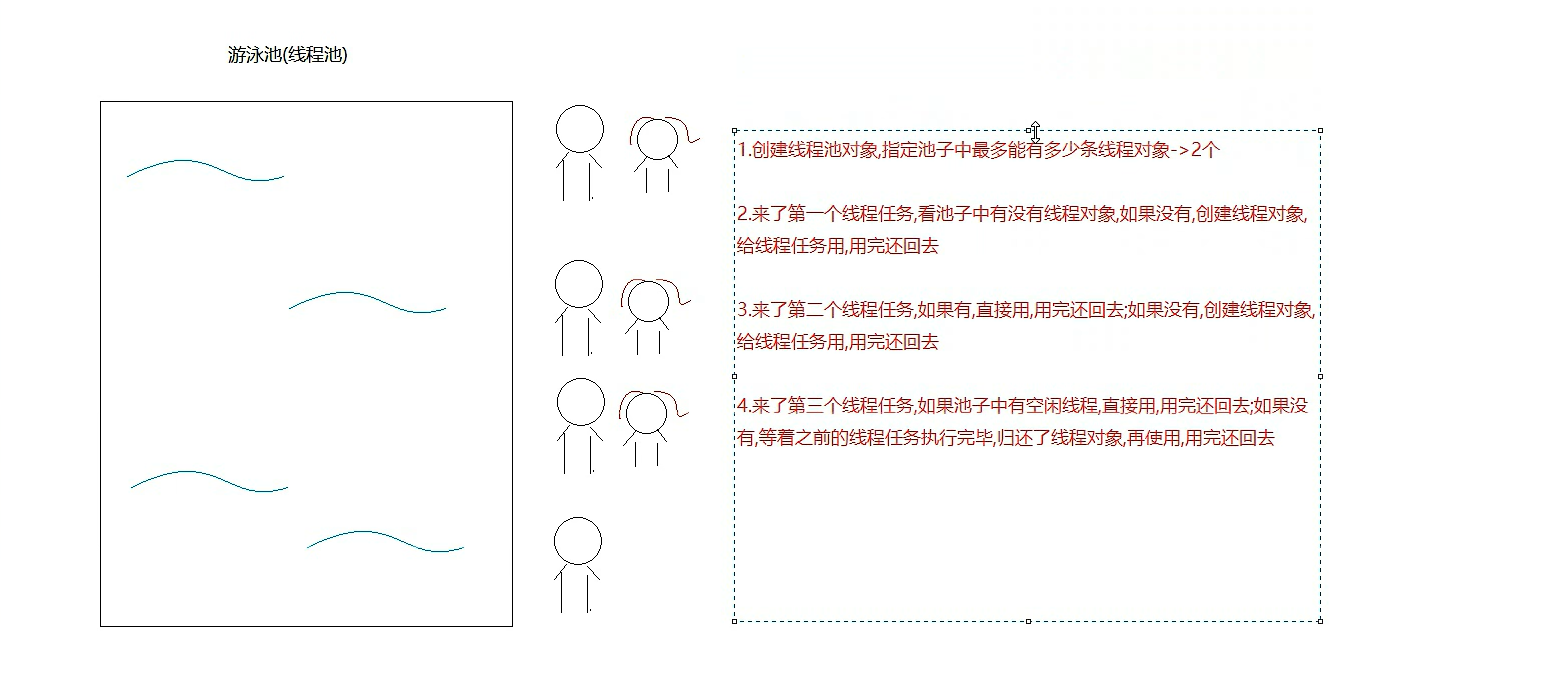 游泳池(线程池)
1.创建线程池对象,指定池子中最多能有多少条线程对象->2个
2.来了第一个线程任务,看池子中有没有线程对象,如果没有,创建线程对象,
给线程任务用,用完还回去
3.来了第二个线程任务,如果有,直接用,用完还回去;如果没有,创建线程对象,
给线程任务用,用完还回去
4.来了第三个线程任务,如果池子中有空闲线程,直接用,用完还回去;如果没
有,等着之前的线程任务执行完毕,归还了线程对象,再使用,用完还回去